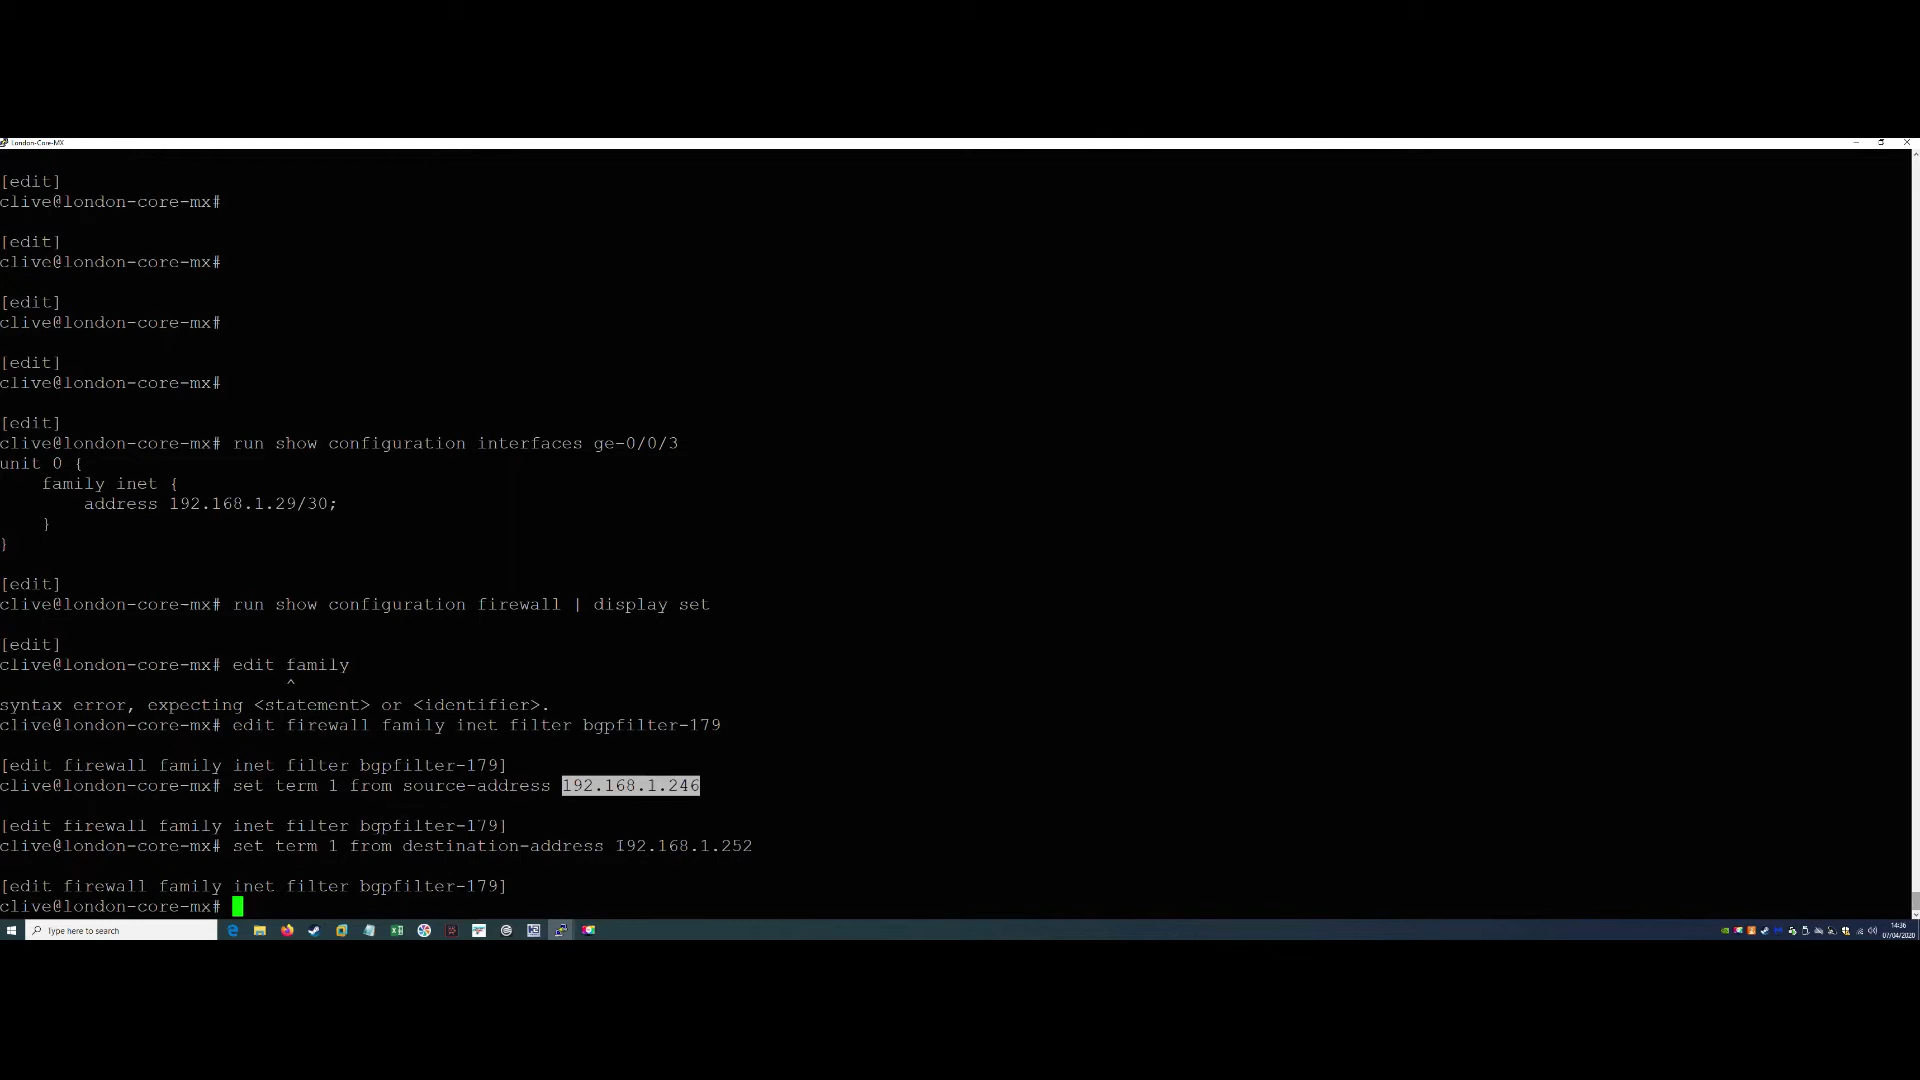 London-Core-MX
[edit]
clive@london-core-mx#
[edit]
clive@london-core-mx#
[edit]
clive@london-core-mx#
[edit]
clive@london-core-mx#
[edit]
clive@london-core-mx# run show configuration interfaces ge-0/0/3
unit 0 {
    family inet {
        address 192.168.1.29/30;
    }
}
[edit]
clive@london-core-mx# run show configuration firewall | display set
[edit]
clive@london-core-mx# edit family
^
syntax error, expecting <statement> or <identifier>.
clive@london-core-mx# edit firewall family inet filter bgpfilter-179
[edit firewall family inet filter bgpfilter-179]
clive@london-core-mx# set term 1 from source-address 192.168.1.246
[edit firewall family inet filter bgpfilter-179]
clive@london-core-mx# set term 1 from destination-address 192.168.1.252
[edit firewall family inet filter bgpfilter-179]
clive@london-core-mx#
Type here to search
14:36
07/04/2020